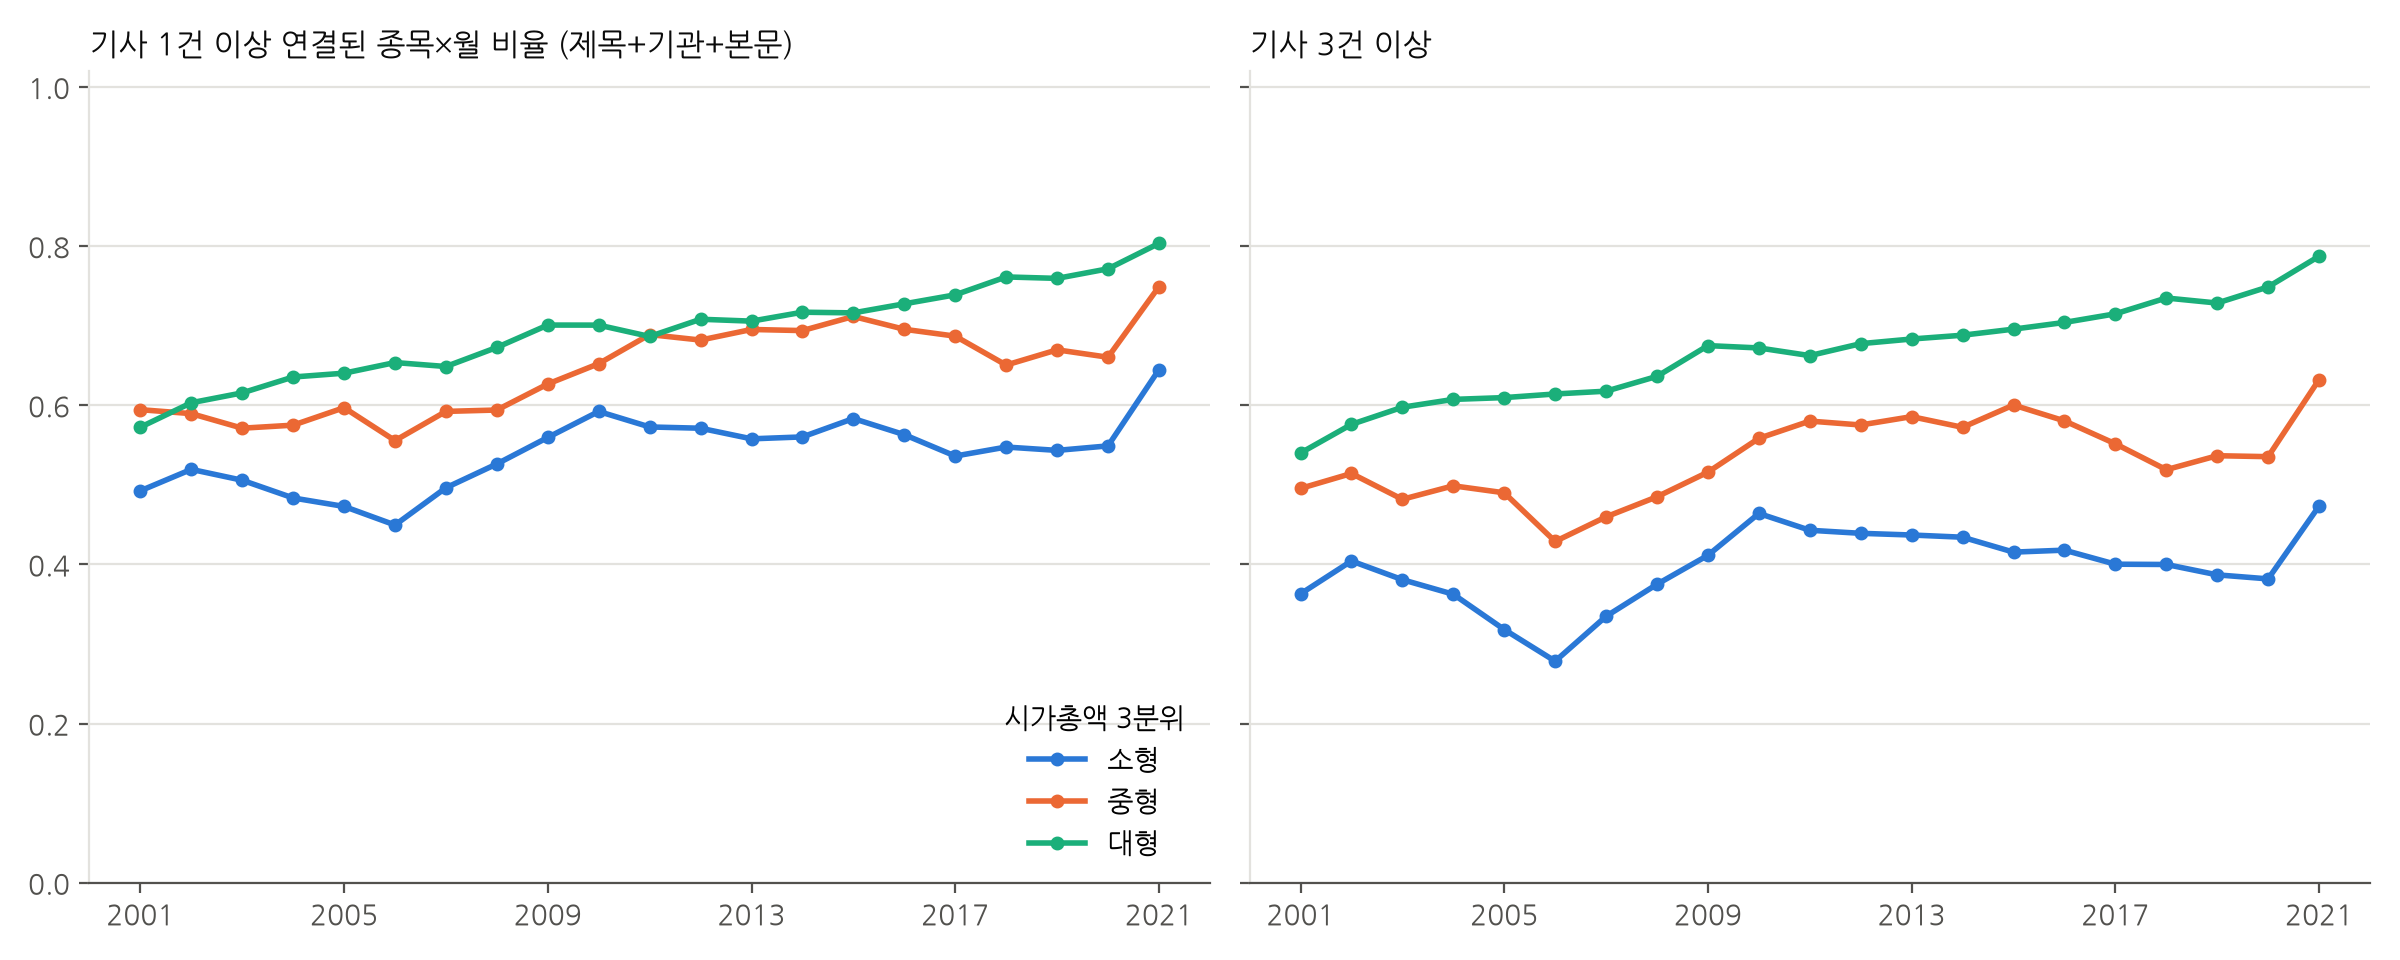 기사 1건 이상 연결된 종목×월 비율 (제목+기관+본문)
1.0
0.8
0.6
0.4
0.2
0.0
2001 2005 2009 2013 2017 2021
시가총액 3분위
소형
중형
대형
기사 3건 이상
2001 2005 2009 2013 2017 2021